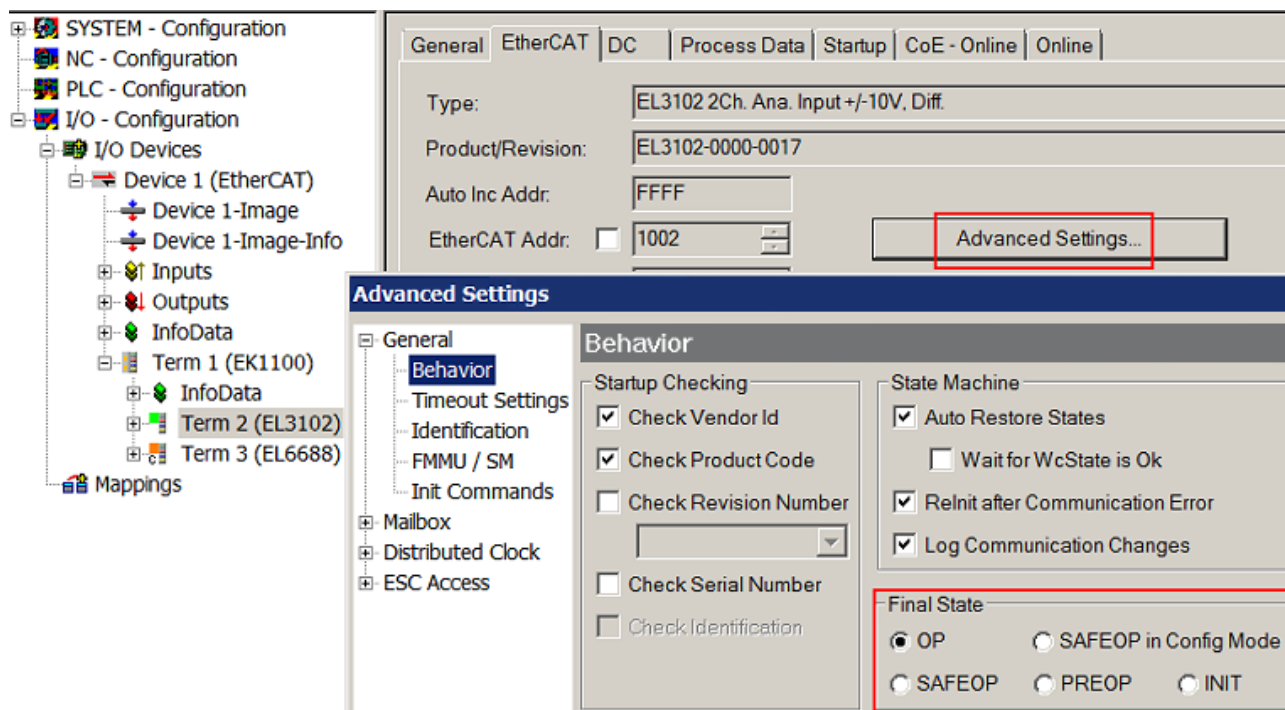 SYSTEM - Configuration
NC - Configuration
PLC - Configuration
I/O - Configuration
I/O Devices
Device 1 (EtherCAT)
Device 1-Image
Device 1-Image-Info
Inputs
Outputs
InfoData
Term 1 (EK1100)
InfoData
Term 2 (EL3102)
Term 3 (EL6688)
Mappings
General EtherCAT DC Process Data Startup CoE - Online Online
Type: EL3102 2Ch. Ana. Input +/-10V, Diff.
Product/Revision: EL3102-0000-0017
Auto Inc Addr: FFFF
EtherCAT Addr: 1002 Advanced Settings...
Advanced Settings
General
Behavior
Timeout Settings
Identification
FMMU / SM
Init Commands
Mailbox
Distributed Clock
ESC Access
Behavior
Startup Checking
Check Vendor Id
Check Product Code
Check Revision Number
Check Serial Number
Check Identification
State Machine
Auto Restore States
Wait for WcState is Ok
ReInit after Communication Error
Log Communication Changes
Final State
OP SAFEOP in Config Mode
SAFEOP PREOP INIT